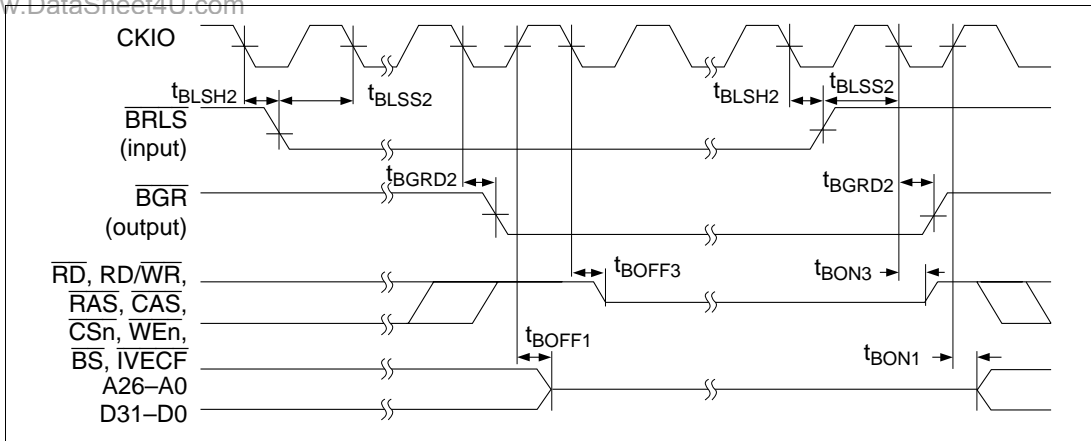 w.DataSheet4U.com
CKIO
tBLSH2 tBLSS2 tBLSH2 tBLSS2
BRLS
(input)
tBGRD2 tBGRD2
BGR
(output)
RD, RD/WR,
tBOFF3 tBON3
RAS, CAS,
CSn, WEn,
tBOFF1 tBON1
BS, IVECF
A26–A0
D31–D0